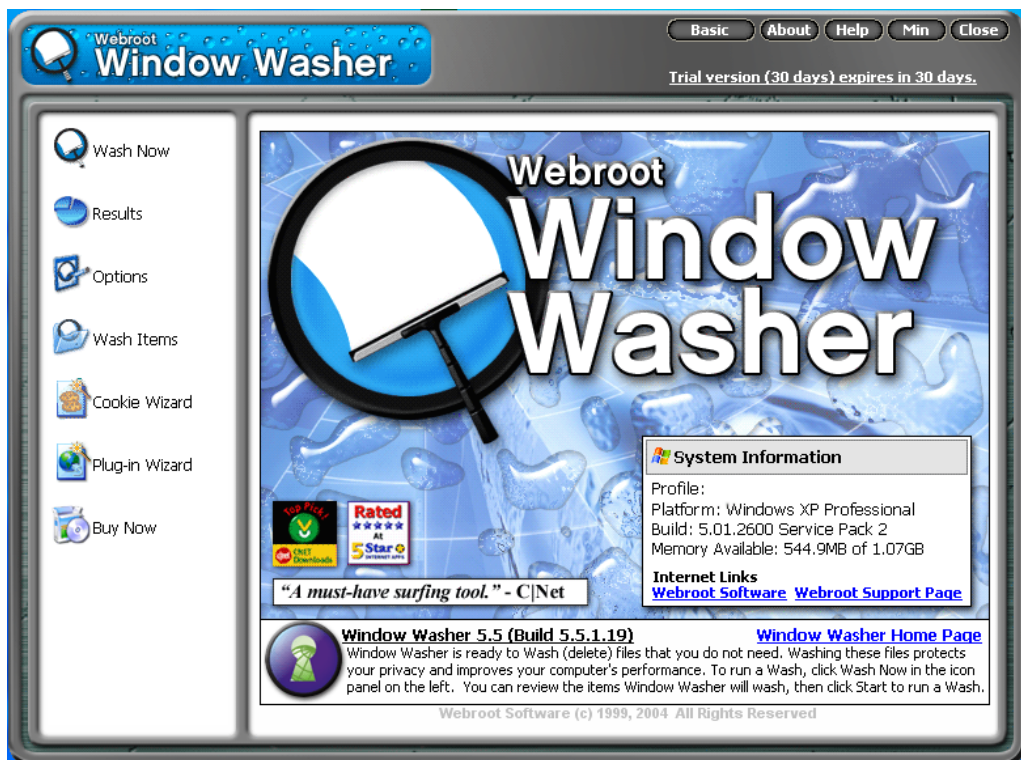 Webroot
Window Washer
Basic About Help Min Close
Trial version (30 days) expires in 30 days.
Wash Now
Results
Options
Wash Items
Cookie Wizard
Plug-in Wizard
Buy Now
Webroot
Window
Washer
System Information
Profile:
Platform: Windows XP Professional
Build: 5.01.2600 Service Pack 2
Memory Available: 544.9MB of 1.07GB
Internet Links
Webroot Software Webroot Support Page
Top Pick!
cnet CNET
Downloads
Rated
At
5 Star
INTERNET APPS
“A must-have surfing tool.” - C|Net
Window Washer 5.5 (Build 5.5.1.19) Window Washer Home Page
Window Washer is ready to Wash (delete) files that you do not need. Washing these files protects
your privacy and improves your computer's performance. To run a Wash, click Wash Now in the icon
panel on the left. You can review the items Window Washer will wash, then click Start to run a Wash.
Webroot Software (c) 1999, 2004 All Rights Reserved